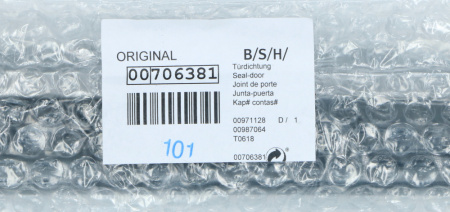 ORIGINAL
00706381
101
B/S/H/
Türdichtung
Seal-door
Joint de porte
Junta-puerta
Kap# contas#
00971128 D / 1
00987064
T0618
00706381